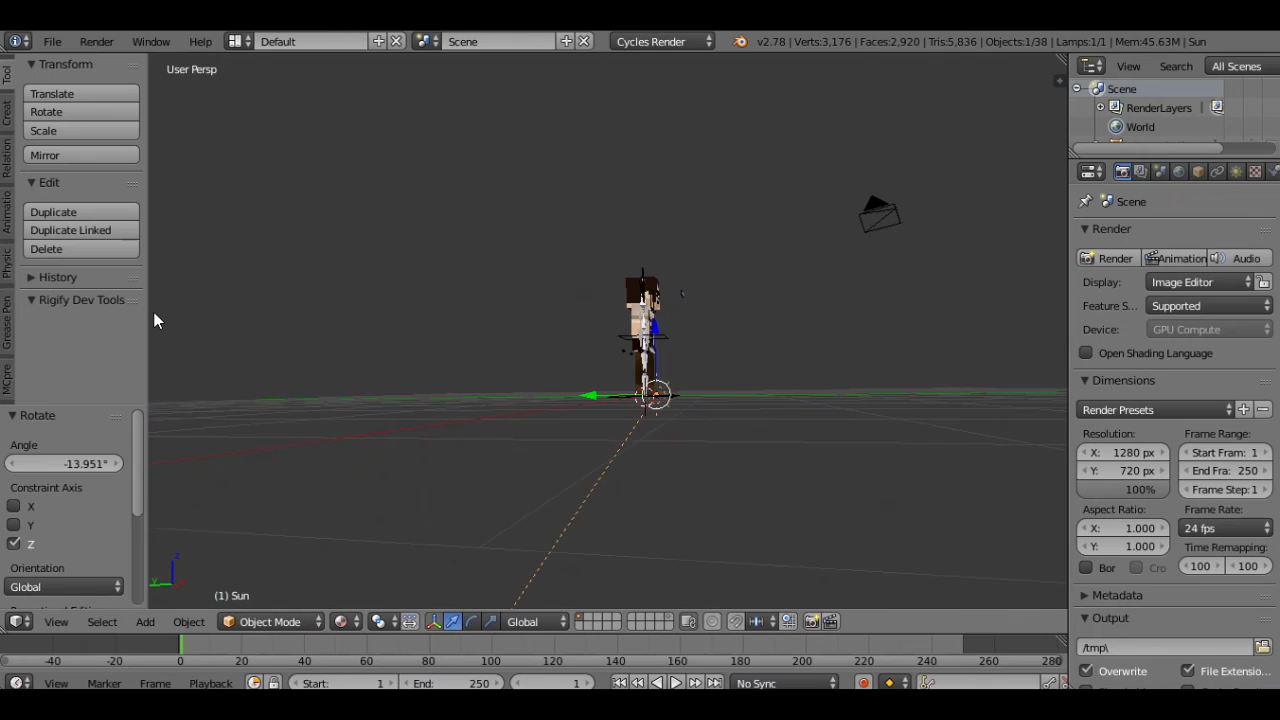 File Render Window Help Default Scene Cycles Render v2.78 | Verts:3,176 | Faces:2,920 | Tris:5,836 | Objects:1/38 | Lamps:1/1 | Mem:45.63M | Sun
Transform
Translate
Rotate
Scale
Mirror
Edit
Duplicate
Duplicate Linked
Delete
History
Rigify Dev Tools
Tool
Creat
Relation
Animatio
Physic
Grease Pen
MCpre
Rotate
Angle
-13.951°
Constraint Axis
X
Y
Z
Orientation
Global
User Persp
z
y
(1) Sun
View Select Add Object Object Mode Global
-40 -20 0 20 40 60 80 100 120 140 160 180 200 220 240 260 280
View Marker Frame Playback Start: 1 End: 250 1 No Sync
View Search All Scenes
Scene
RenderLayers
World
Scene
Render
Render Animation Audio
Display: Image Editor
Feature S... Supported
Device: GPU Compute
Open Shading Language
Dimensions
Render Presets
Resolution: Frame Range:
X: 1280 px Start Fram: 1
Y: 720 px End Fra: 250
100% Frame Step:1
Aspect Ratio: Frame Rate:
X: 1.000 24 fps
Y: 1.000 Time Remapping:
Bor Cro 100 100
Metadata
Output
/tmp\
Overwrite File Extensio...